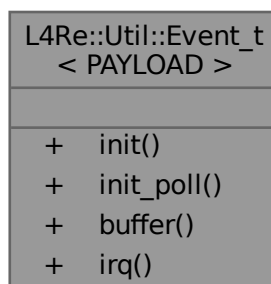 L4Re::Util::Event_t
< PAYLOAD >
+ init()
+ init_poll()
+ buffer()
+ irq()